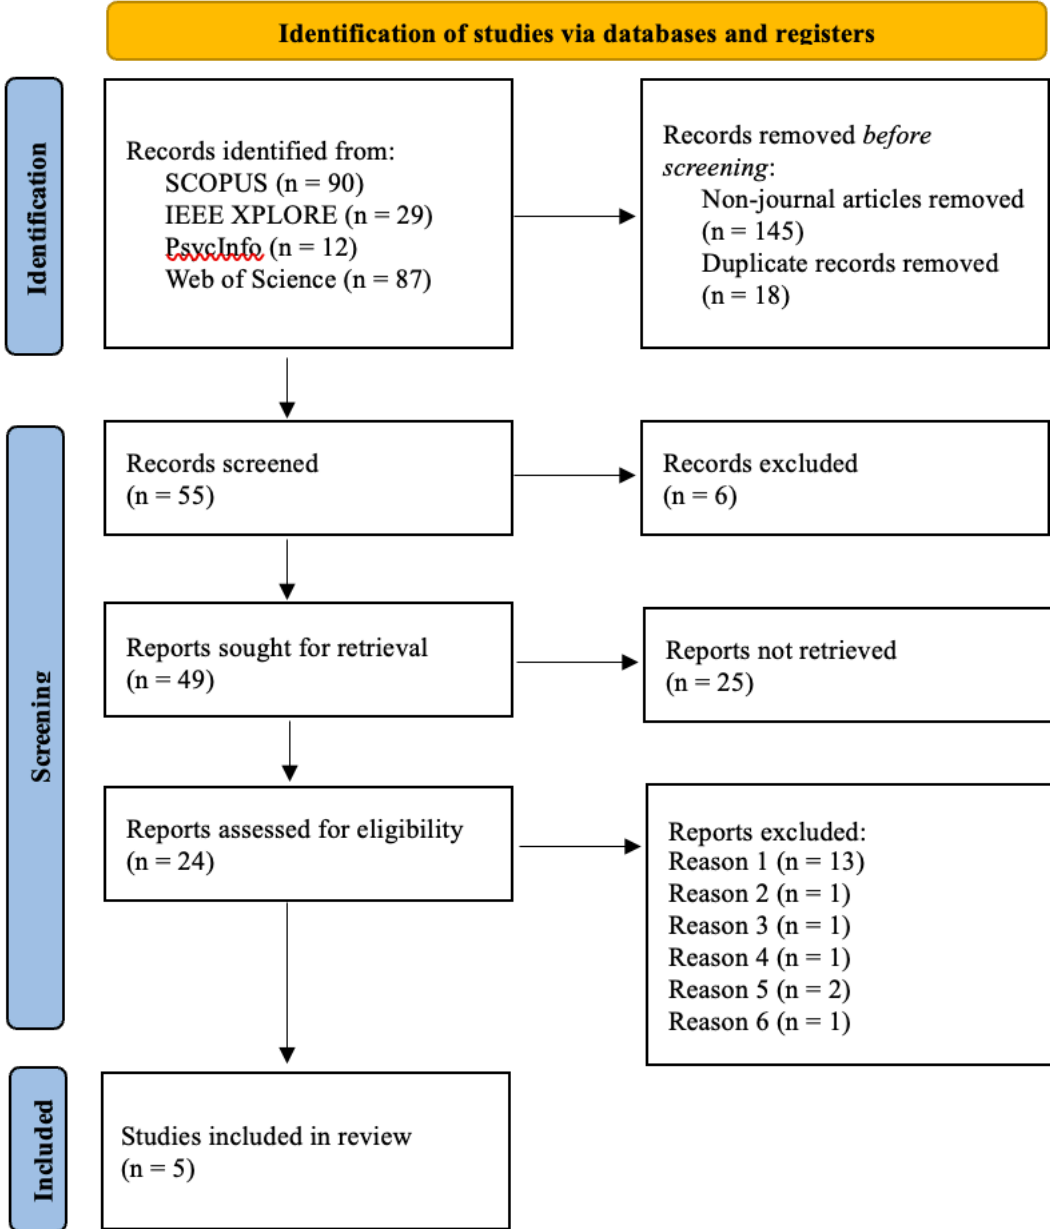 Identification of studies via databases and registers
Identification
Records identified from:
SCOPUS (n = 90)
IEEE XPLORE (n = 29)
PsycInfo (n = 12)
Web of Science (n = 87)
Records removed before
screening:
Non-journal articles removed
(n = 145)
Duplicate records removed
(n = 18)
Screening
Records screened
(n = 55)
Records excluded
(n = 6)
Reports sought for retrieval
(n = 49)
Reports not retrieved
(n = 25)
Reports assessed for eligibility
(n = 24)
Reports excluded:
Reason 1 (n = 13)
Reason 2 (n = 1)
Reason 3 (n = 1)
Reason 4 (n = 1)
Reason 5 (n = 2)
Reason 6 (n = 1)
Included
Studies included in review
(n = 5)